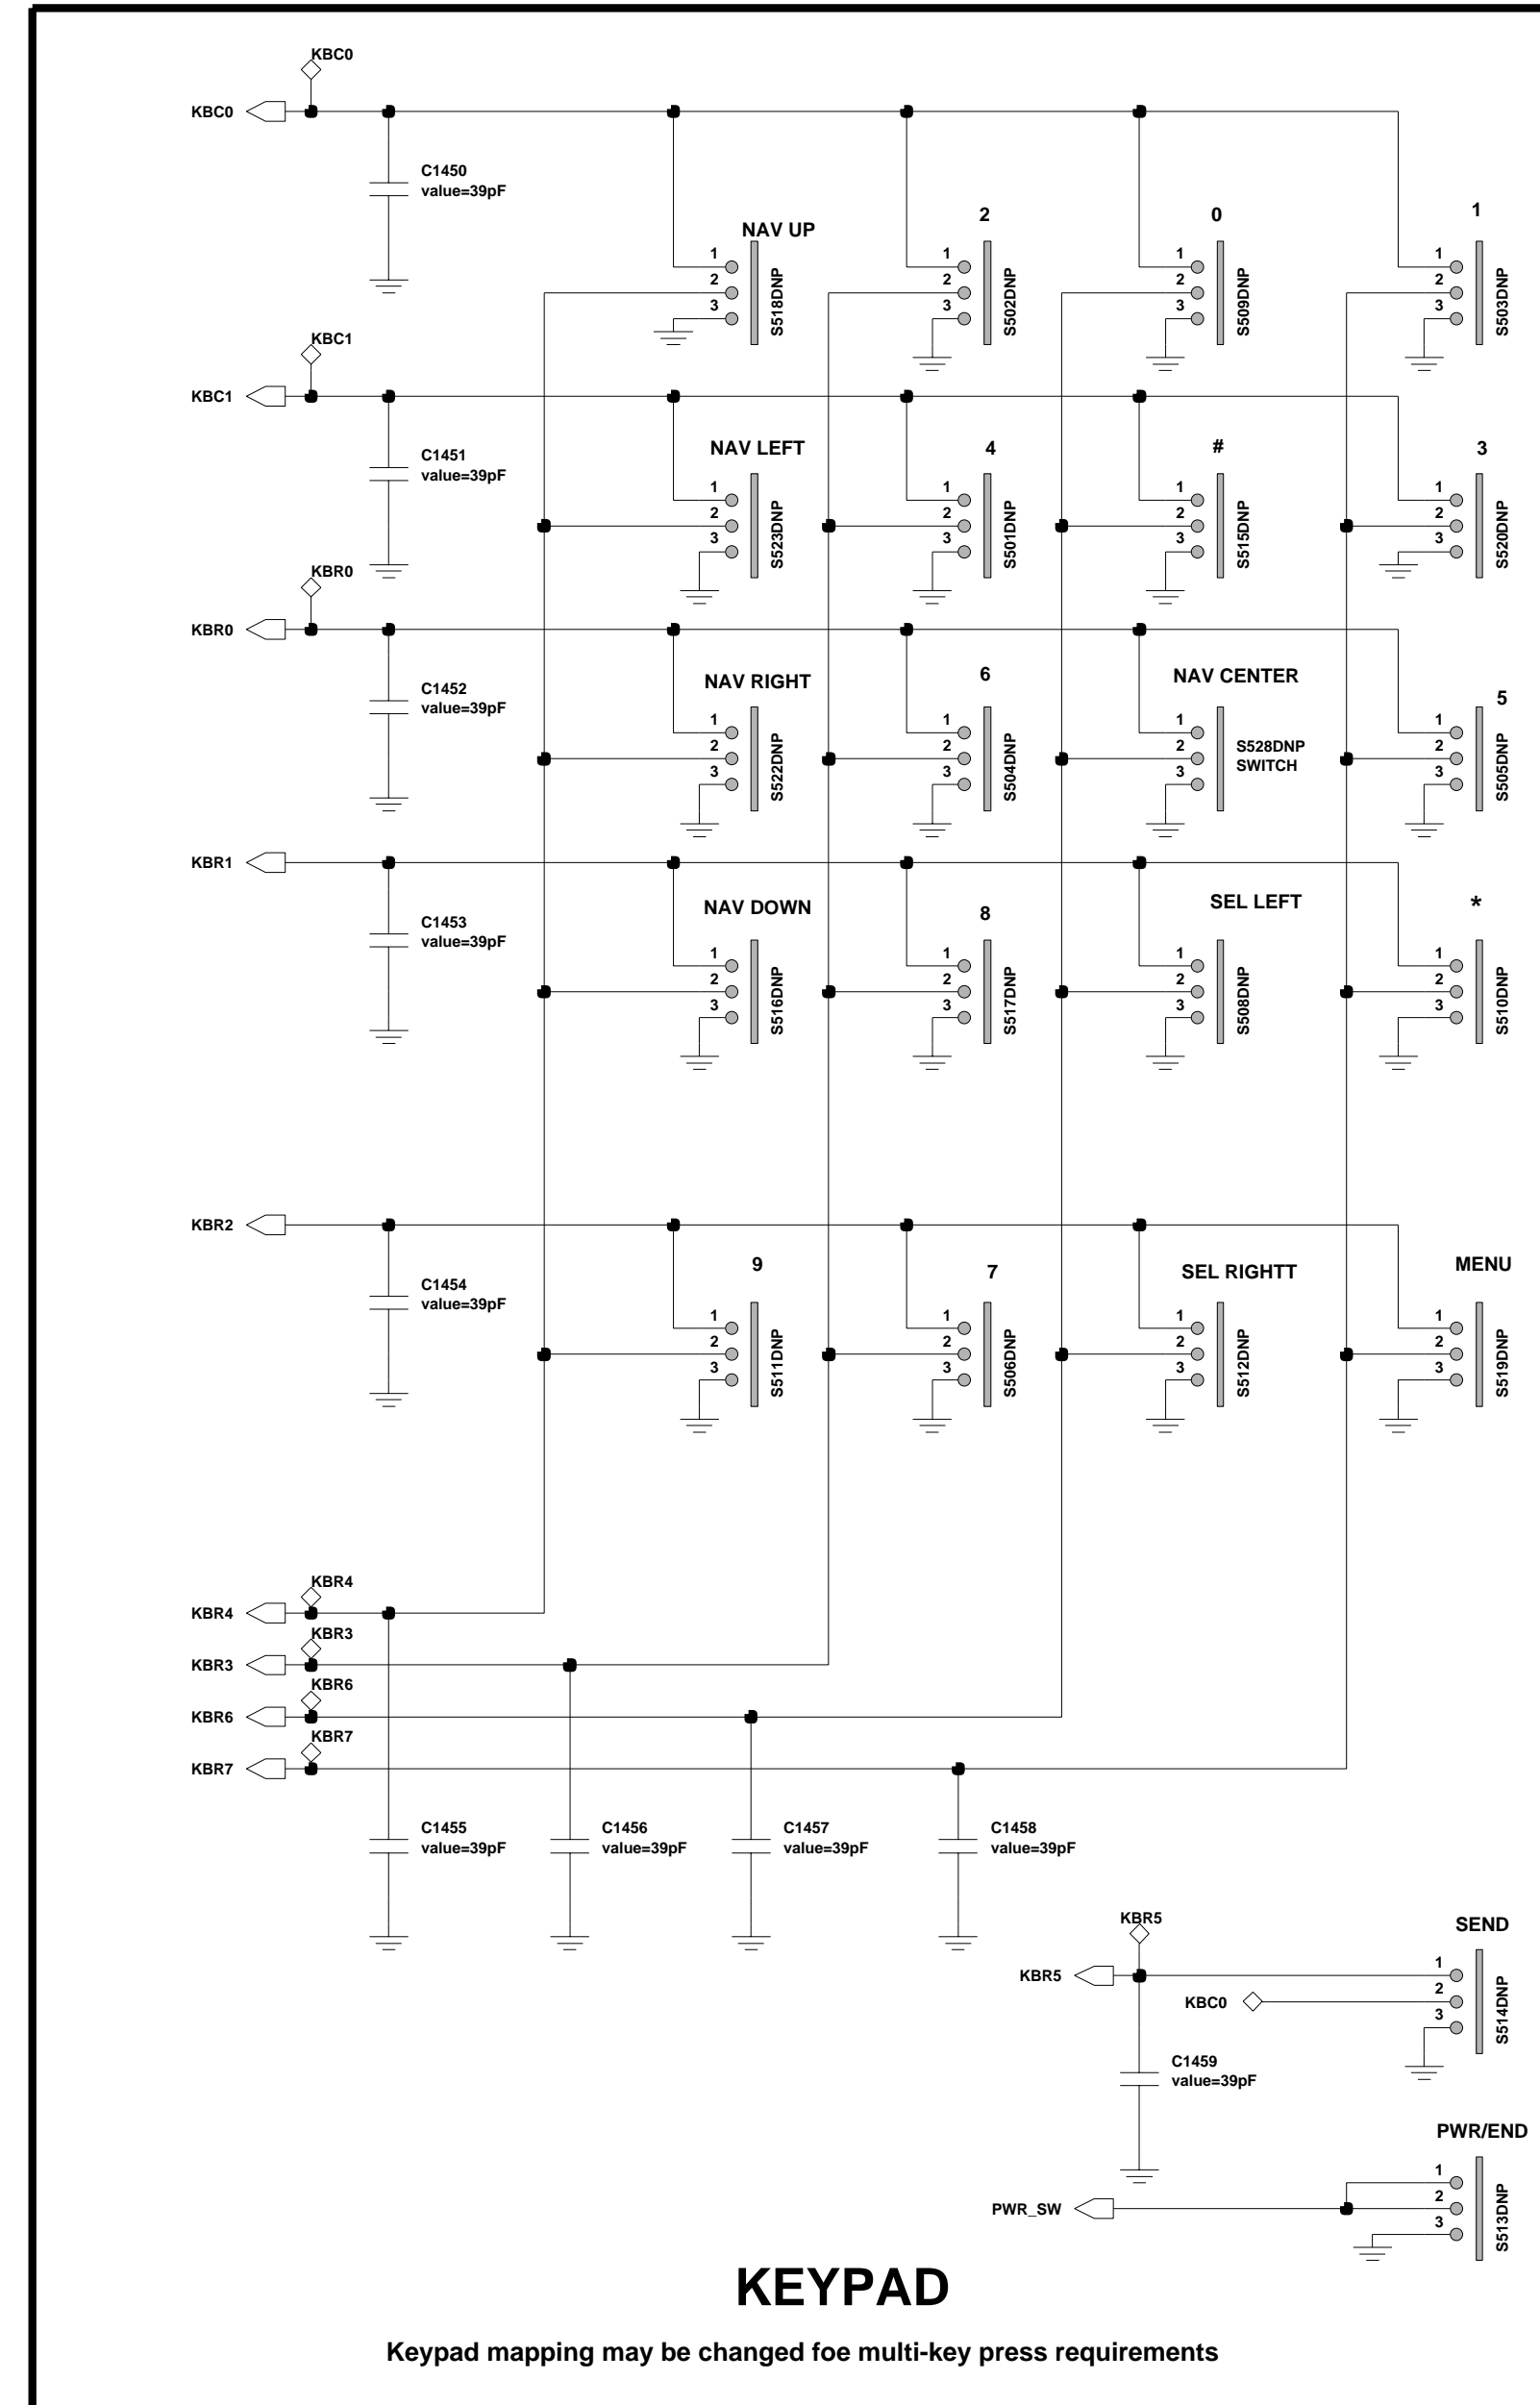 KBC0
KBC0
C1450
value=39pF
NAV UP
1
2
3
S518DNP
2
1
2
3
S502DNP
0
1
2
3
S509DNP
1
1
2
3
S503DNP
KBC1
KBC1
C1451
value=39pF
NAV LEFT
1
2
3
S523DNP
4
1
2
3
S501DNP
#
1
2
3
S515DNP
3
1
2
3
S520DNP
KBR0
KBR0
C1452
value=39pF
NAV RIGHT
1
2
3
S522DNP
6
1
2
3
S504DNP
NAV CENTER
1
2
3
S528DNP
SWITCH
5
1
2
3
S505DNP
KBR1
C1453
value=39pF
NAV DOWN
1
2
3
S516DNP
8
1
2
3
S517DNP
SEL LEFT
1
2
3
S508DNP
*
1
2
3
S510DNP
KBR2
C1454
value=39pF
9
1
2
3
S511DNP
7
1
2
3
S506DNP
SEL RIGHTT
1
2
3
S512DNP
MENU
1
2
3
S519DNP
KBR4
KBR4
KBR3
KBR3
KBR6
KBR6
KBR7
KBR7
C1455
value=39pF
C1456
value=39pF
C1457
value=39pF
C1458
value=39pF
KBR5
KBR5
KBC0
C1459
value=39pF
SEND
1
2
3
S514DNP
PWR/END
PWR_SW
1
2
3
S513DNP
KEYPAD
Keypad mapping may be changed foe multi-key press requirements